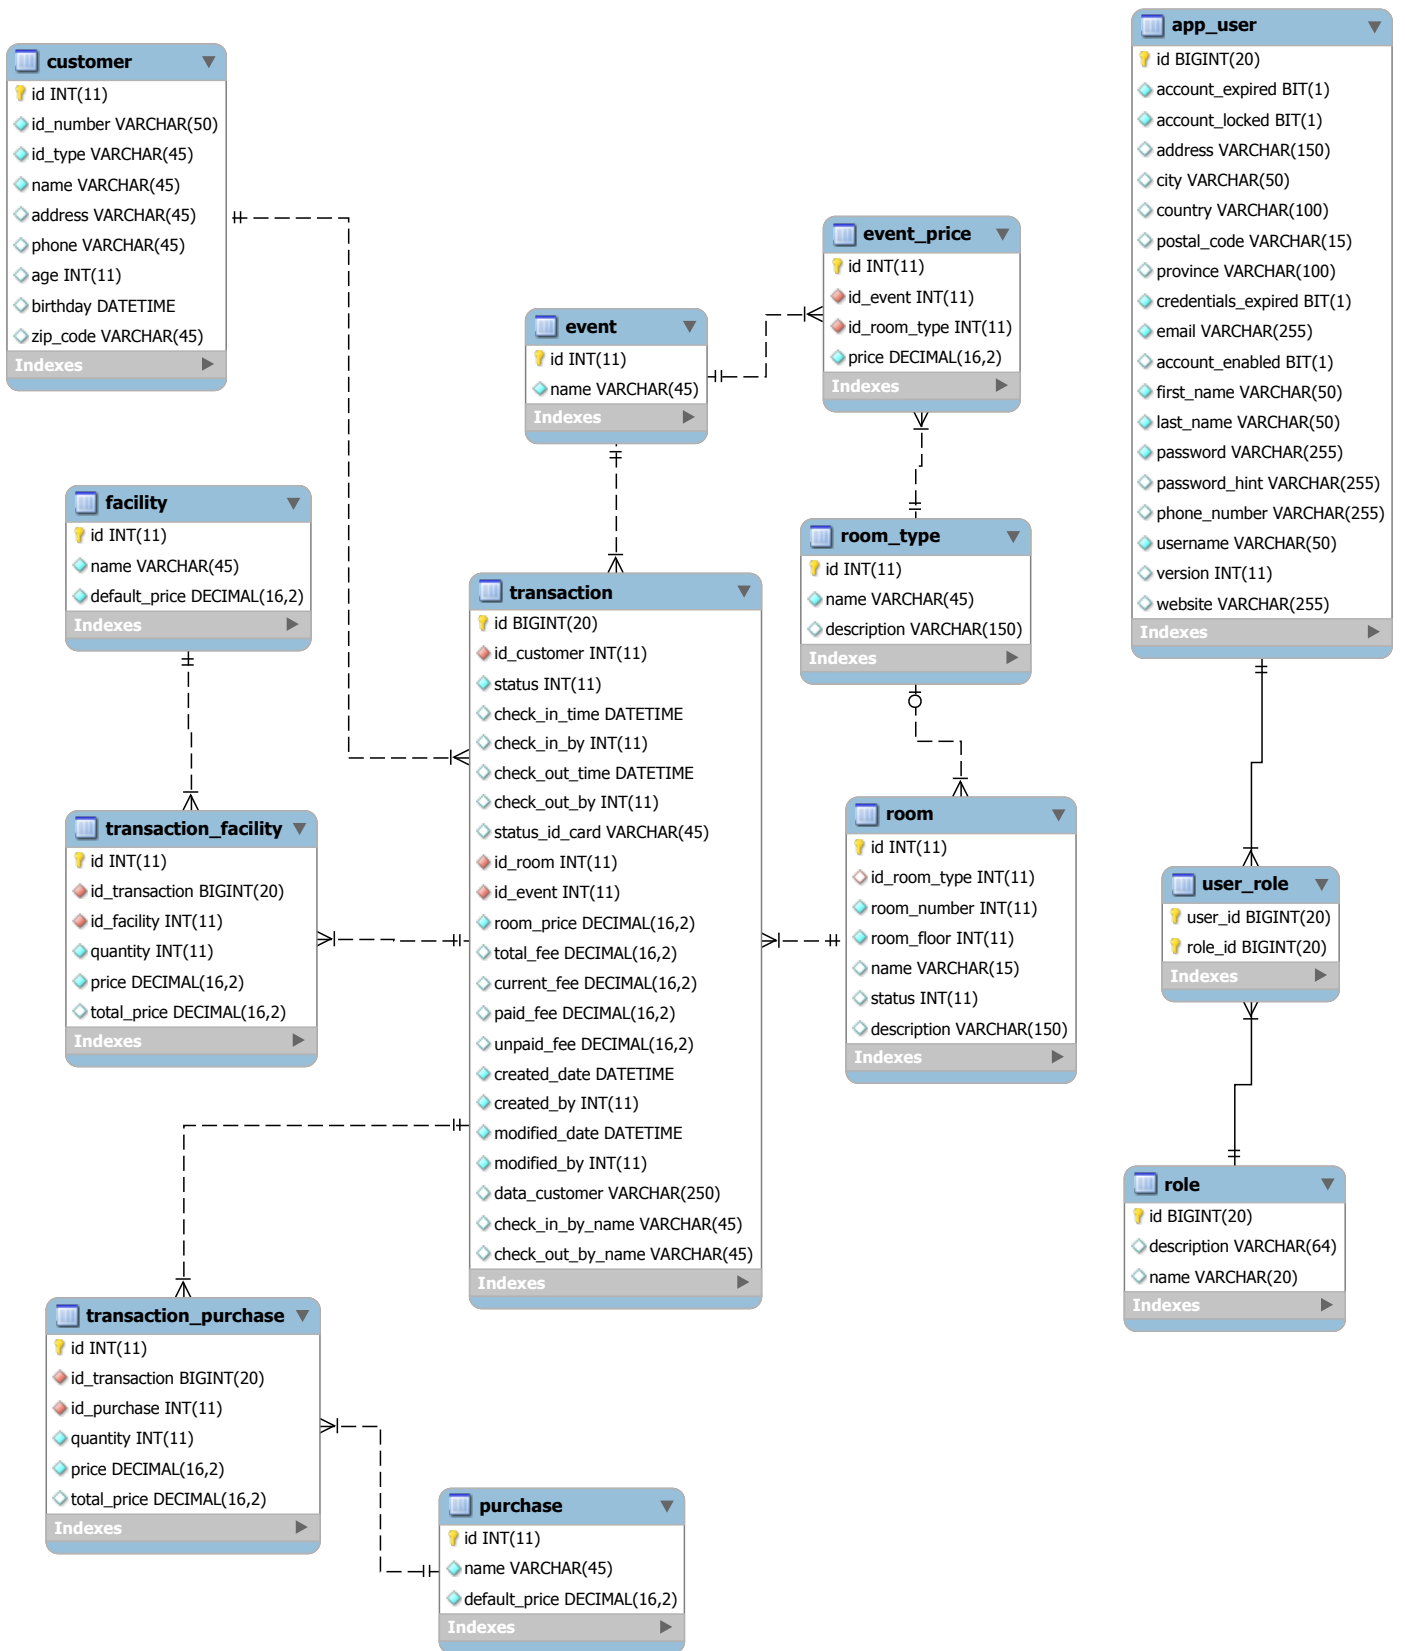 customer
id INT(11)
id_number VARCHAR(50)
id_type VARCHAR(45)
name VARCHAR(45)
address VARCHAR(45)
phone VARCHAR(45)
age INT(11)
birthday DATETIME
zip_code VARCHAR(45)
Indexes
facility
id INT(11)
name VARCHAR(45)
default_price DECIMAL(16,2)
Indexes
transaction_facility
id INT(11)
id_transaction BIGINT(20)
id_facility INT(11)
quantity INT(11)
price DECIMAL(16,2)
total_price DECIMAL(16,2)
Indexes
transaction_purchase
id INT(11)
id_transaction BIGINT(20)
id_purchase INT(11)
quantity INT(11)
price DECIMAL(16,2)
total_price DECIMAL(16,2)
Indexes
event
id INT(11)
name VARCHAR(45)
Indexes
transaction
id BIGINT(20)
id_customer INT(11)
status INT(11)
check_in_time DATETIME
check_in_by INT(11)
check_out_time DATETIME
check_out_by INT(11)
status_id_card VARCHAR(45)
id_room INT(11)
id_event INT(11)
room_price DECIMAL(16,2)
total_fee DECIMAL(16,2)
current_fee DECIMAL(16,2)
paid_fee DECIMAL(16,2)
unpaid_fee DECIMAL(16,2)
created_date DATETIME
created_by INT(11)
modified_date DATETIME
modified_by INT(11)
data_customer VARCHAR(250)
check_in_by_name VARCHAR(45)
check_out_by_name VARCHAR(45)
Indexes
purchase
id INT(11)
name VARCHAR(45)
default_price DECIMAL(16,2)
Indexes
event_price
id INT(11)
id_event INT(11)
id_room_type INT(11)
price DECIMAL(16,2)
Indexes
room_type
id INT(11)
name VARCHAR(45)
description VARCHAR(150)
Indexes
room
id INT(11)
id_room_type INT(11)
room_number INT(11)
room_floor INT(11)
name VARCHAR(15)
status INT(11)
description VARCHAR(150)
Indexes
app_user
id BIGINT(20)
account_expired BIT(1)
account_locked BIT(1)
address VARCHAR(150)
city VARCHAR(50)
country VARCHAR(100)
postal_code VARCHAR(15)
province VARCHAR(100)
credentials_expired BIT(1)
email VARCHAR(255)
account_enabled BIT(1)
first_name VARCHAR(50)
last_name VARCHAR(50)
password VARCHAR(255)
password_hint VARCHAR(255)
phone_number VARCHAR(255)
username VARCHAR(50)
version INT(11)
website VARCHAR(255)
Indexes
user_role
user_id BIGINT(20)
role_id BIGINT(20)
Indexes
role
id BIGINT(20)
description VARCHAR(64)
name VARCHAR(20)
Indexes